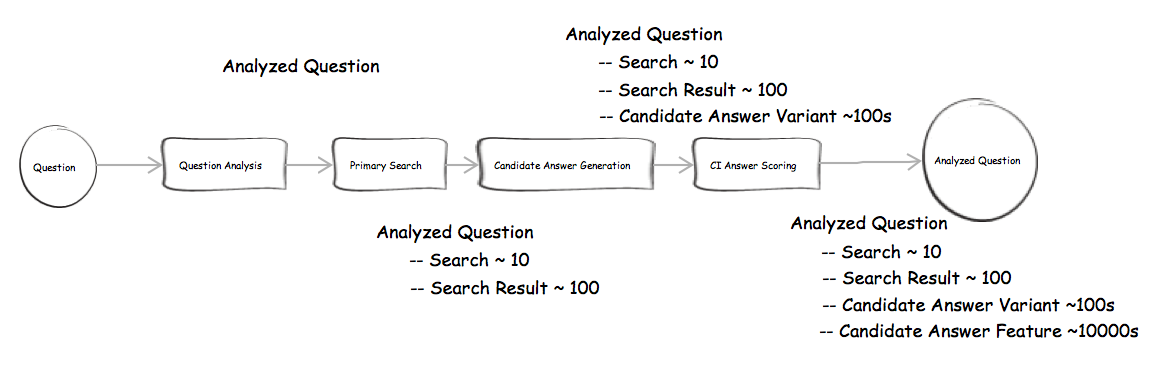 Analyzed Question
Analyzed Question
-- Search ~ 10
-- Search Result ~ 100
-- Candidate Answer Variant ~100s
Question
Question Analysis
Primary Search
Candidate Answer Generation
CI Answer Scoring
Analyzed Question
Analyzed Question
-- Search ~ 10
-- Search Result ~ 100
Analyzed Question
-- Search ~ 10
-- Search Result ~ 100
-- Candidate Answer Variant ~100s
-- Candidate Answer Feature ~10000s